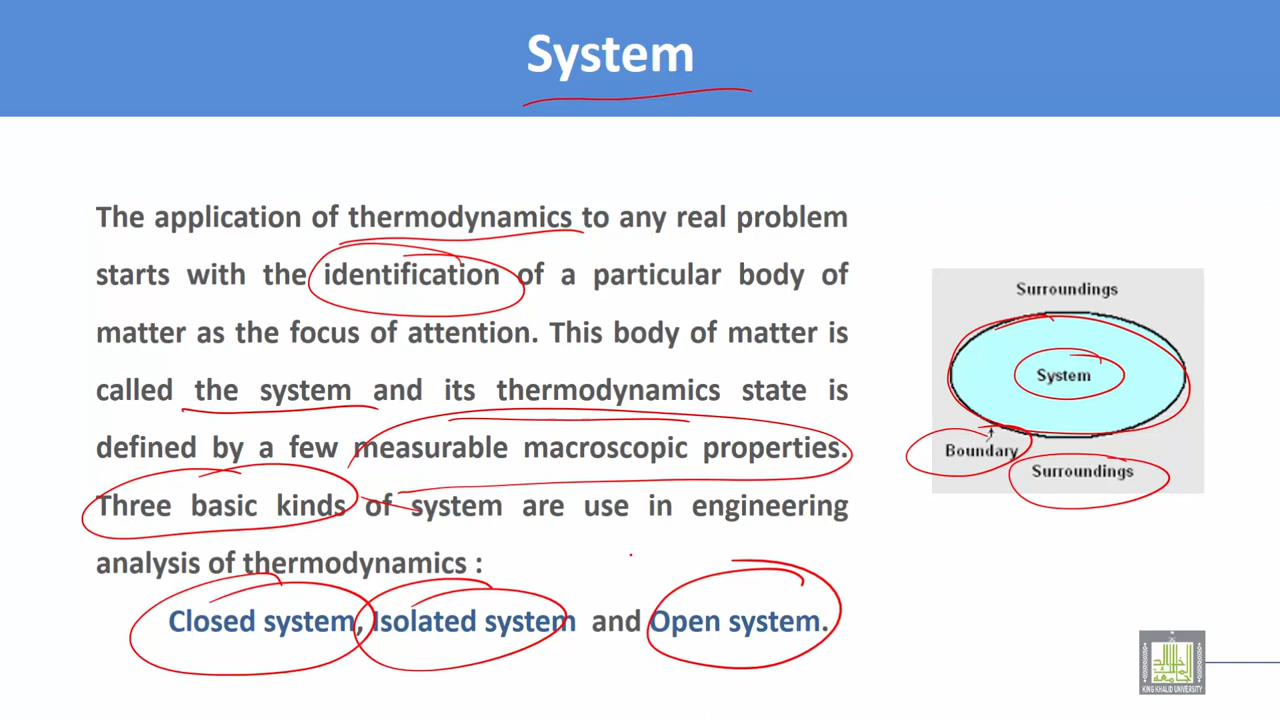 System
The application of thermodynamics to any real problem
starts with the identification of a particular body of
matter as the focus of attention. This body of matter is
called the system and its thermodynamics state is
defined by a few measurable macroscopic properties.
Three basic kinds of system are use in engineering
analysis of thermodynamics :
Closed system, Isolated system and Open system.
Surroundings
System
Boundary
Surroundings
KING KHALID UNIVERSITY